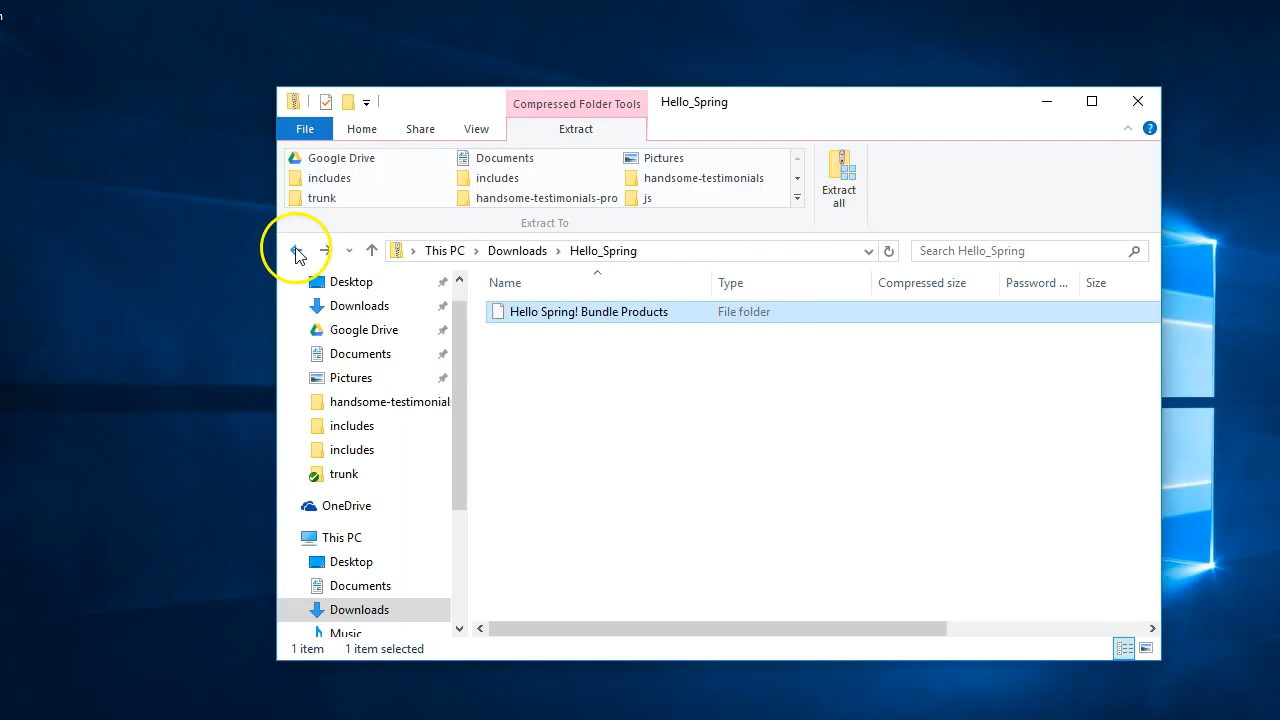 n
Compressed Folder Tools
Hello_Spring
File
Home
Share
View
Extract
Google Drive
Documents
Pictures
includes
includes
handsome-testimonials
trunk
handsome-testimonials-pro
js
Extract all
Extract To
This PC
Downloads
Hello_Spring
Search Hello_Spring
Name
Type
Compressed size
Password ...
Size
Hello Spring! Bundle Products
File folder
Desktop
Downloads
Google Drive
Documents
Pictures
handsome-testimonial
includes
includes
trunk
OneDrive
This PC
Desktop
Documents
Downloads
Music
1 item
1 item selected